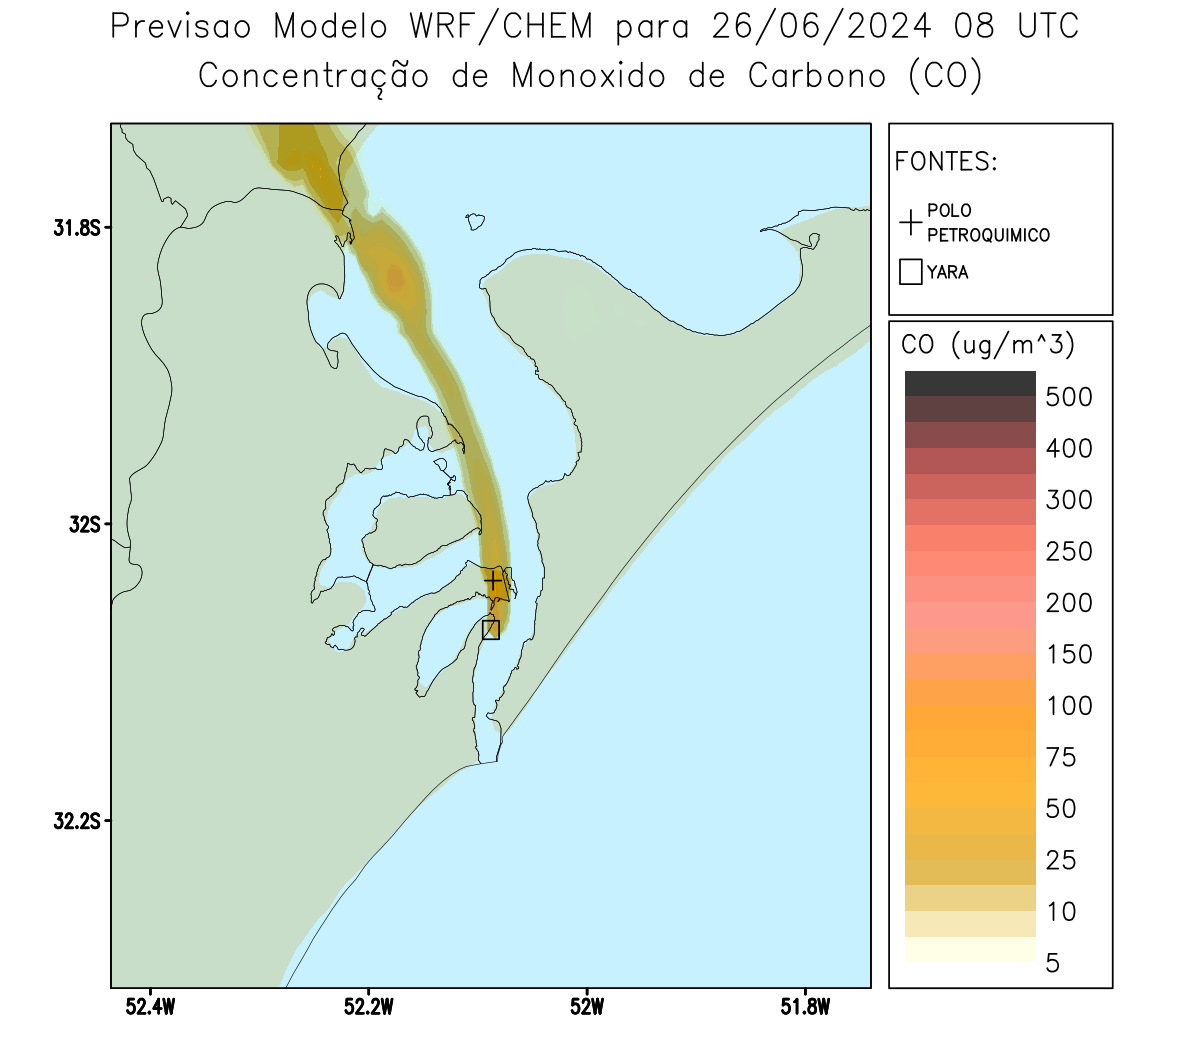 Previsao Modelo WRF/CHEM para 26/06/2024 08 UTC
Concentração de Monoxido de Carbono (CO)
FONTES:
POLO
PETROQUIMICO
YARA
CO (ug/m^3)
500
400
300
250
200
150
100
75
50
25
10
5
31.8S
32S
32.2S
52.4W
52.2W
52W
51.8W